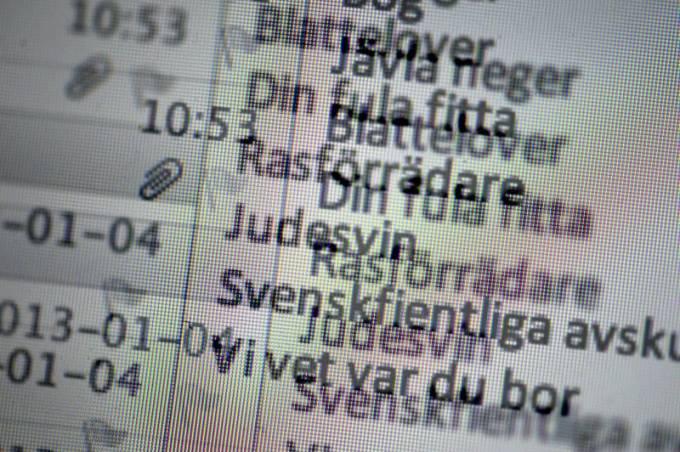 10:53 Blattelover
Jävla neger
Din fula fitta
10:53 Blattelover
Rasförrädare
Din fula fitta
-01-04 Judesvin
Rasförrädare
Svenskfientliga avsku
013-01-04 Judesvin
Vi vet var du bor
-01-04
Svenskfientliga av